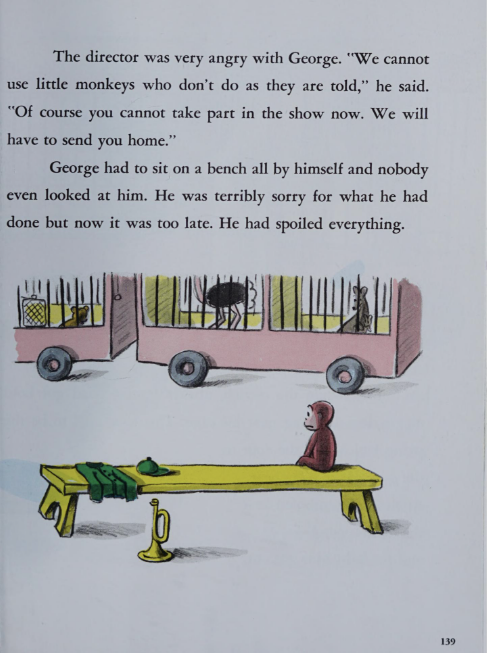 The director was very angry with George. "We cannot
use little monkeys who don't do as they are told," he said.
"Of course you cannot take part in the show now. We will
have to send you home."
George had to sit on a bench all by himself and nobody
even looked at him. He was terribly sorry for what he had
done but now it was too late. He had spoiled everything.
139